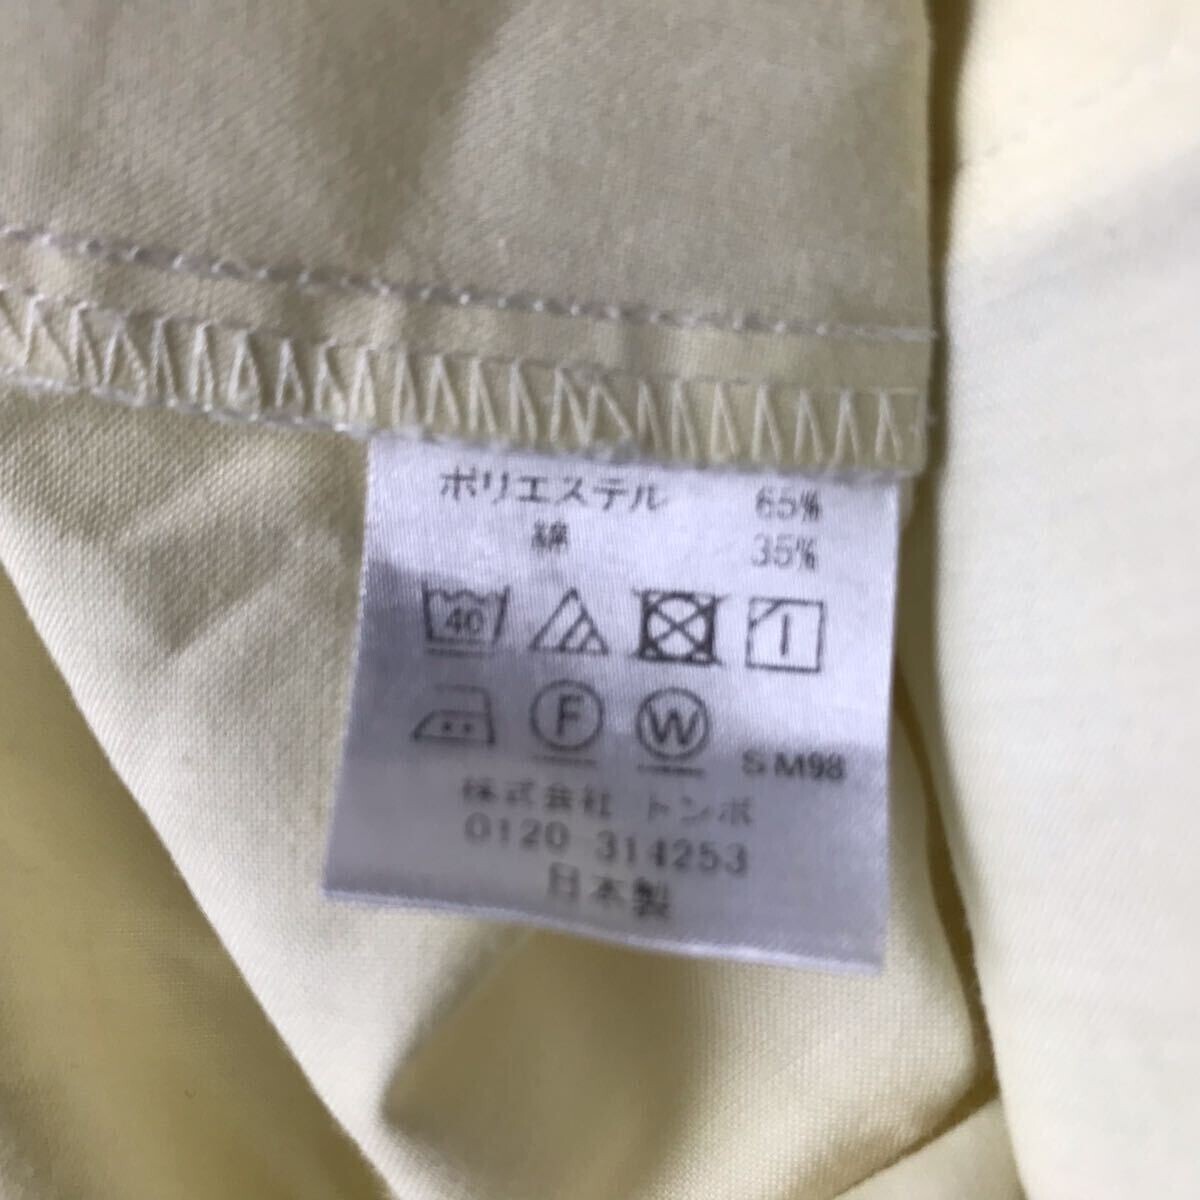 ポリエステル 65%
綿 35%
40
F W SM98
株式会社 トンボ
0120 314253
日本製